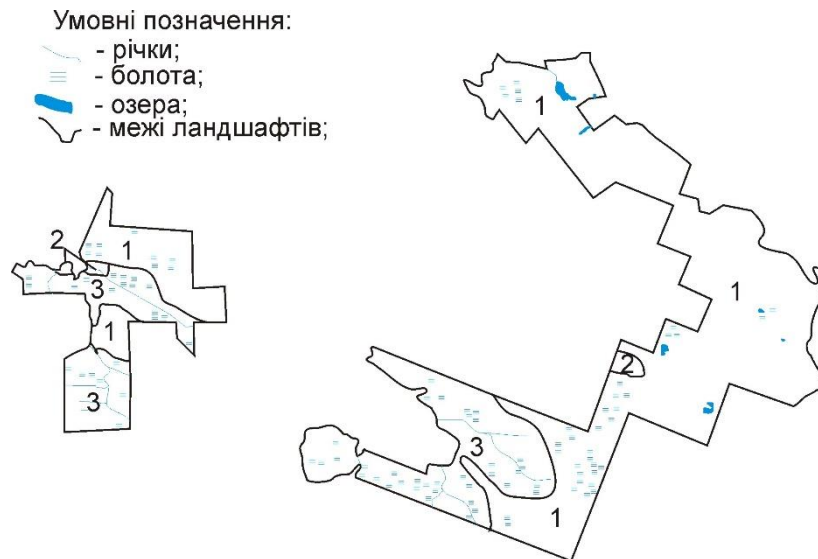 Умовні позначення:
- річки;
- болота;
- озера;
- межі ландшафтів;
1
1
2
1
3
1
3
2
3
1